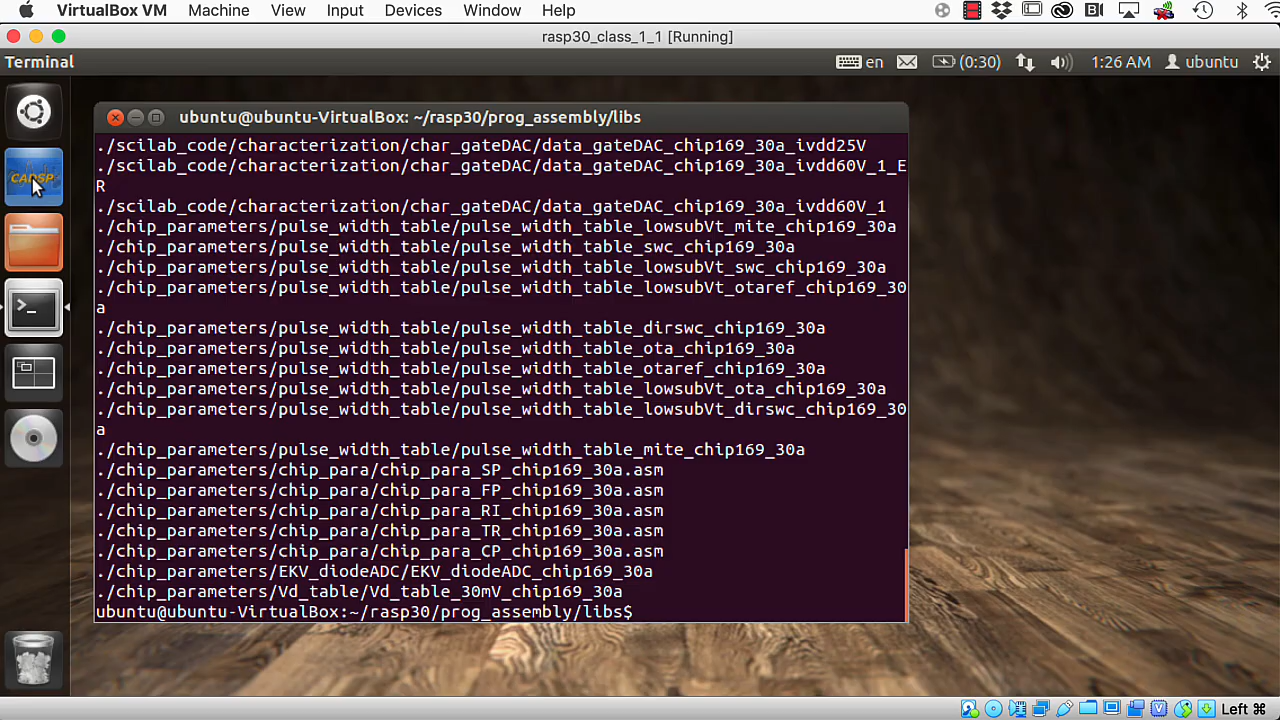 VirtualBox VM Machine View Input Devices Window Help
rasp30_class_1_1 [Running]
Terminal en (0:30) 1:26 AM ubuntu
ubuntu@ubuntu-VirtualBox: ~/rasp30/prog_assembly/libs
./scilab_code/characterization/char_gateDAC/data_gateDAC_chip169_30a_ivdd25V
./scilab_code/characterization/char_gateDAC/data_gateDAC_chip169_30a_ivdd60V_1_E
R
./scilab_code/characterization/char_gateDAC/data_gateDAC_chip169_30a_ivdd60V_1
./chip_parameters/pulse_width_table/pulse_width_table_lowsubVt_mite_chip169_30a
./chip_parameters/pulse_width_table/pulse_width_table_swc_chip169_30a
./chip_parameters/pulse_width_table/pulse_width_table_lowsubVt_swc_chip169_30a
./chip_parameters/pulse_width_table/pulse_width_table_lowsubVt_otaref_chip169_30
a
./chip_parameters/pulse_width_table/pulse_width_table_dirswc_chip169_30a
./chip_parameters/pulse_width_table/pulse_width_table_ota_chip169_30a
./chip_parameters/pulse_width_table/pulse_width_table_otaref_chip169_30a
./chip_parameters/pulse_width_table/pulse_width_table_lowsubVt_ota_chip169_30a
./chip_parameters/pulse_width_table/pulse_width_table_lowsubVt_dirswc_chip169_30
a
./chip_parameters/pulse_width_table/pulse_width_table_mite_chip169_30a
./chip_parameters/chip_para/chip_para_SP_chip169_30a.asm
./chip_parameters/chip_para/chip_para_FP_chip169_30a.asm
./chip_parameters/chip_para/chip_para_RI_chip169_30a.asm
./chip_parameters/chip_para/chip_para_TR_chip169_30a.asm
./chip_parameters/chip_para/chip_para_CP_chip169_30a.asm
./chip_parameters/EKV_diodeADC/EKV_diodeADC_chip169_30a
./chip_parameters/Vd_table/Vd_table_30mV_chip169_30a
ubuntu@ubuntu-VirtualBox:~/rasp30/prog_assembly/libs$
CADSP
Left ⌘